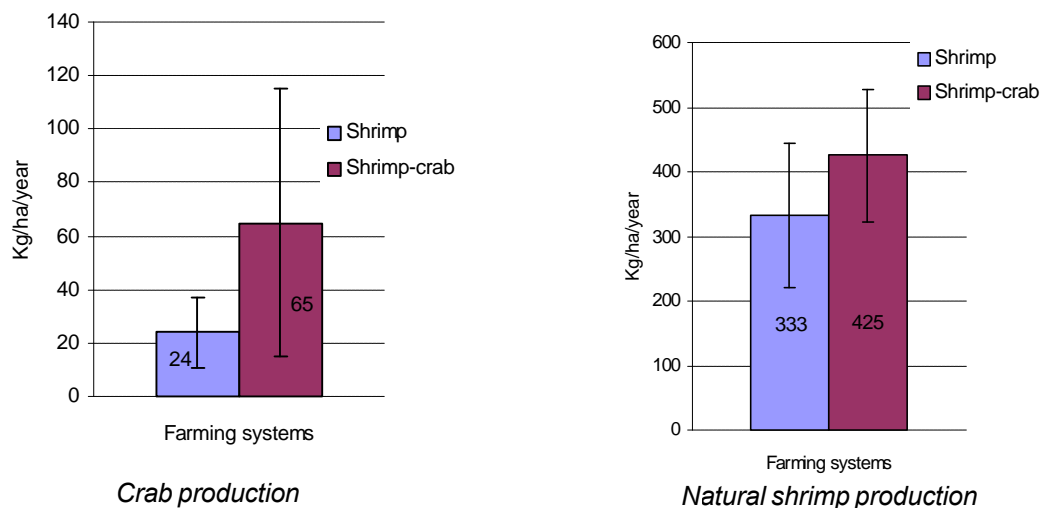 140
120
100
80
60
40
20
0
Kg/ha/year
Shrimp
Shrimp-crab
24
65
Farming systems
Crab production
600
500
400
300
200
100
0
Kg/ha/year
Shrimp
Shrimp-crab
333
425
Farming systems
Natural shrimp production